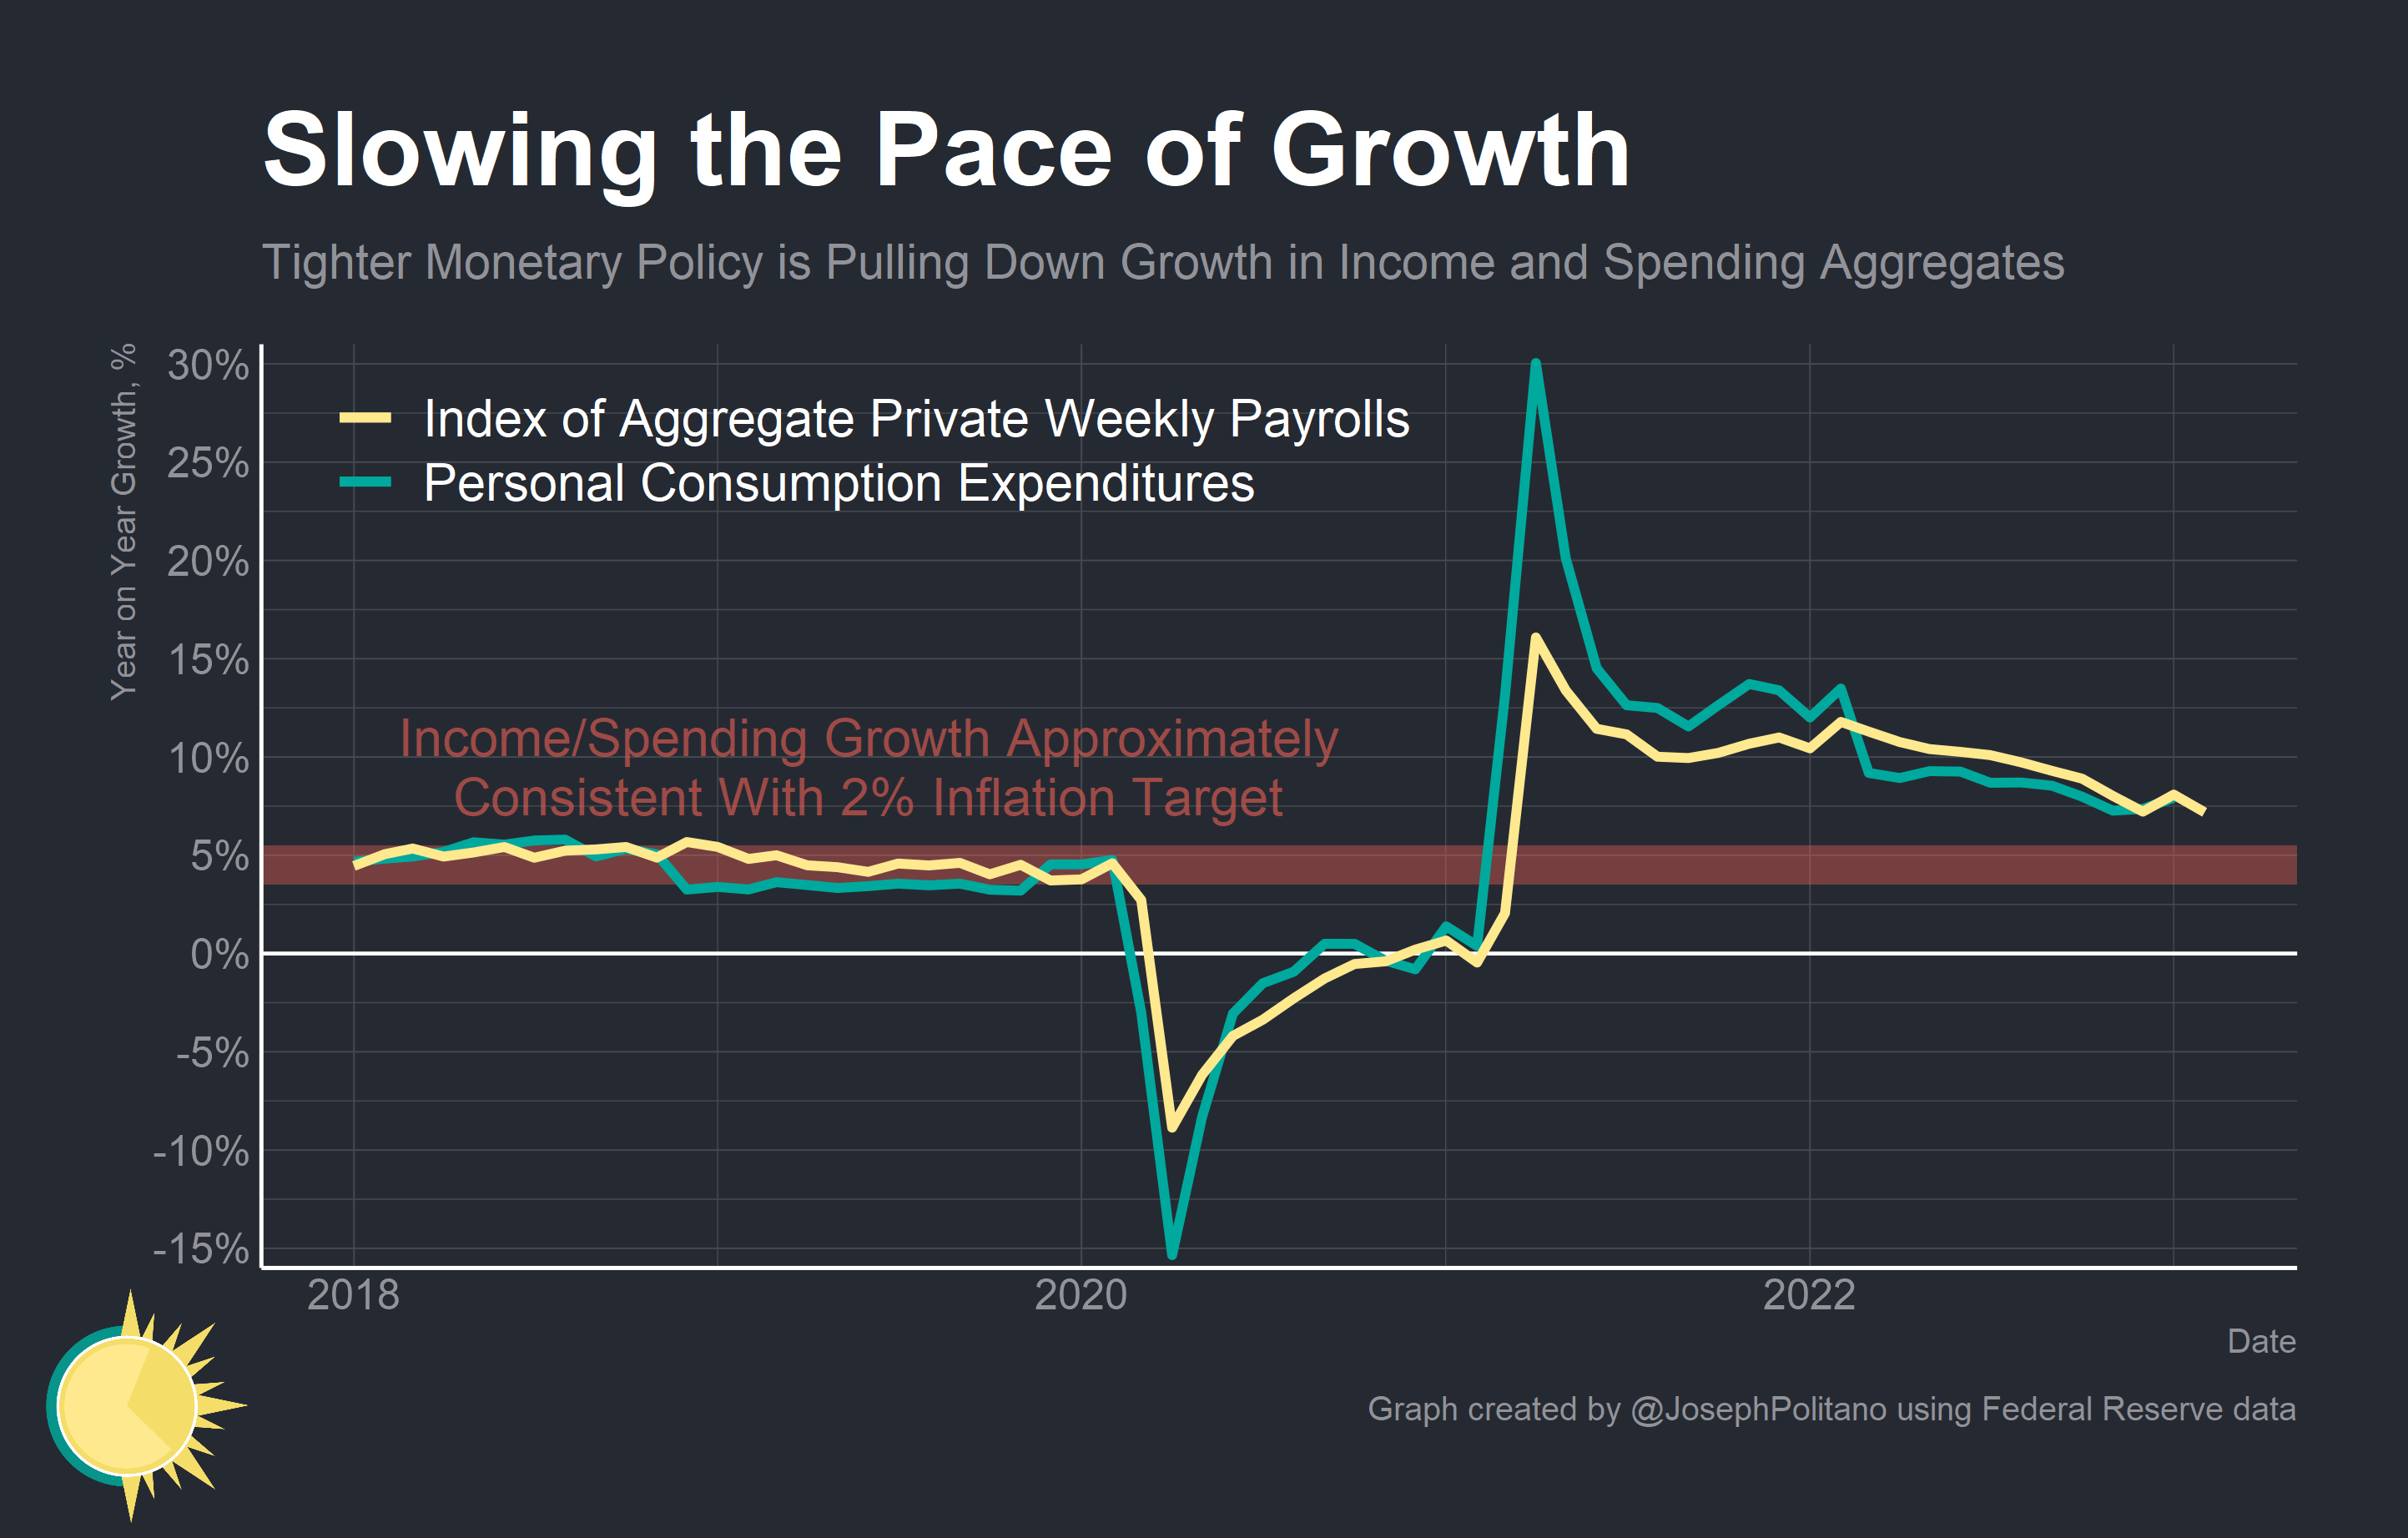 Slowing the Pace of Growth
Tighter Monetary Policy is Pulling Down Growth in Income and Spending Aggregates
Year on Year Growth, %
30%
25%
20%
15%
10%
5%
0%
-5%
-10%
-15%
Index of Aggregate Private Weekly Payrolls
Personal Consumption Expenditures
Income/Spending Growth Approximately
Consistent With 2% Inflation Target
2018
2020
2022
Date
Graph created by @JosephPolitano using Federal Reserve data